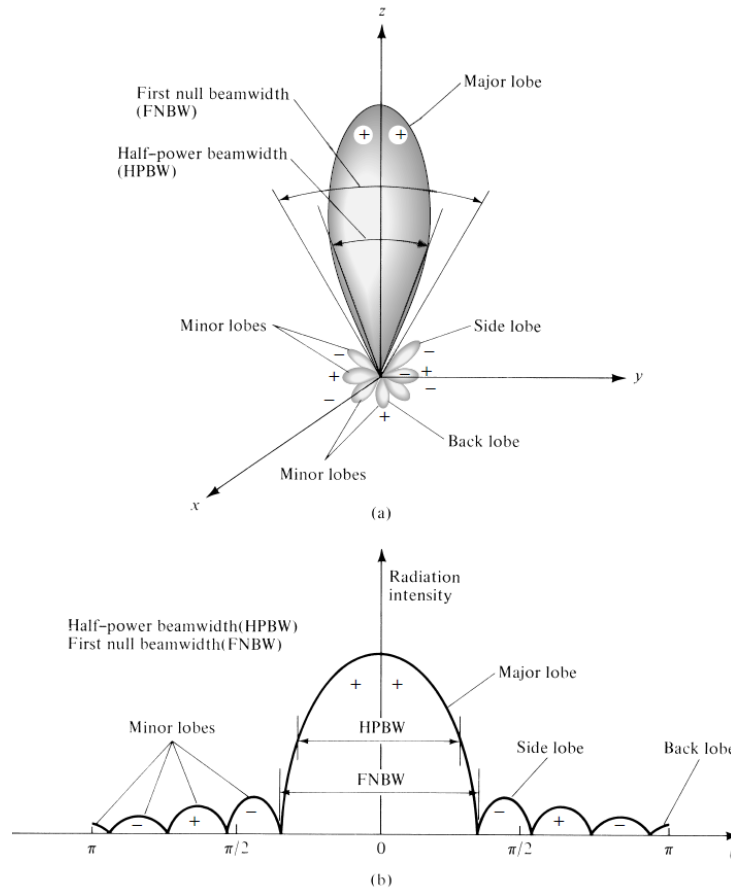 z
First null beamwidth
(FNBW)
Major lobe
+ +
Half–power beamwidth
(HPBW)
Minor lobes
Side lobe
– –
+ – +
– –
y
+
Back lobe
Minor lobes
x
(a)
Radiation
intensity
Half-power beamwidth(HPBW)
First null beamwidth(FNBW)
+ +
Major lobe
Minor lobes
HPBW
Side lobe
Back lobe
FNBW
– + – – + –
π π/2 0 π/2 π
(b)